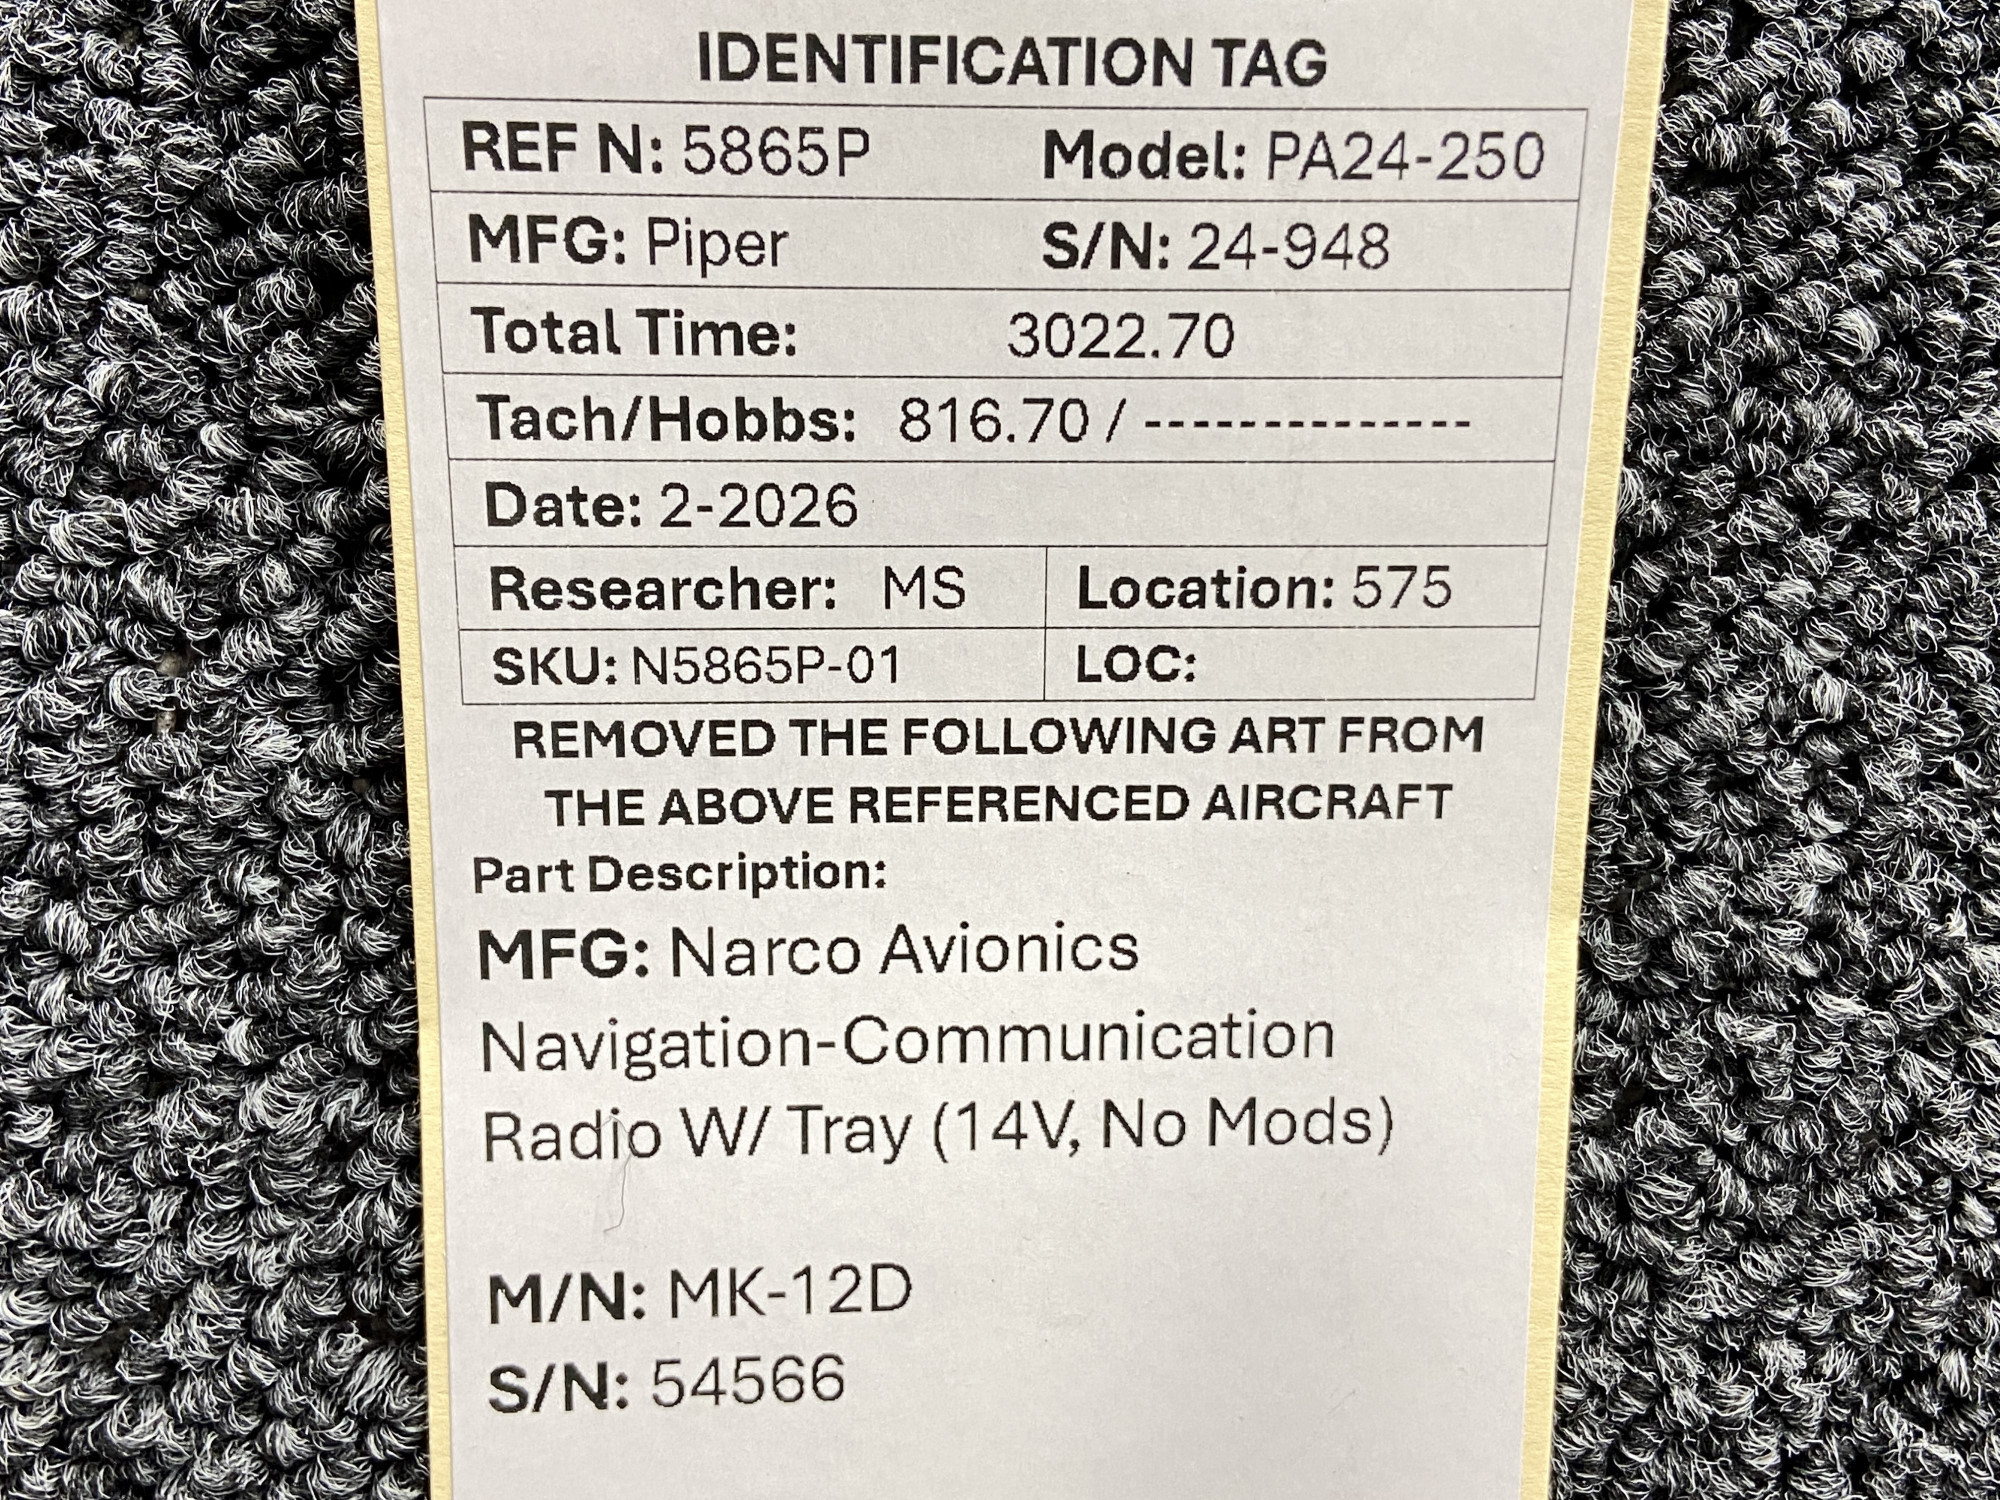 IDENTIFICATION TAG
REF N: 5865P Model: PA24-250
MFG: Piper S/N: 24-948
Total Time: 3022.70
Tach/Hobbs: 816.70 / --------------
Date: 2-2026
Researcher: MS Location: 575
SKU: N5865P-01 LOC:
REMOVED THE FOLLOWING ART FROM
THE ABOVE REFERENCED AIRCRAFT
Part Description:
MFG: Narco Avionics
Navigation-Communication
Radio W/ Tray (14V, No Mods)
M/N: MK-12D
S/N: 54566